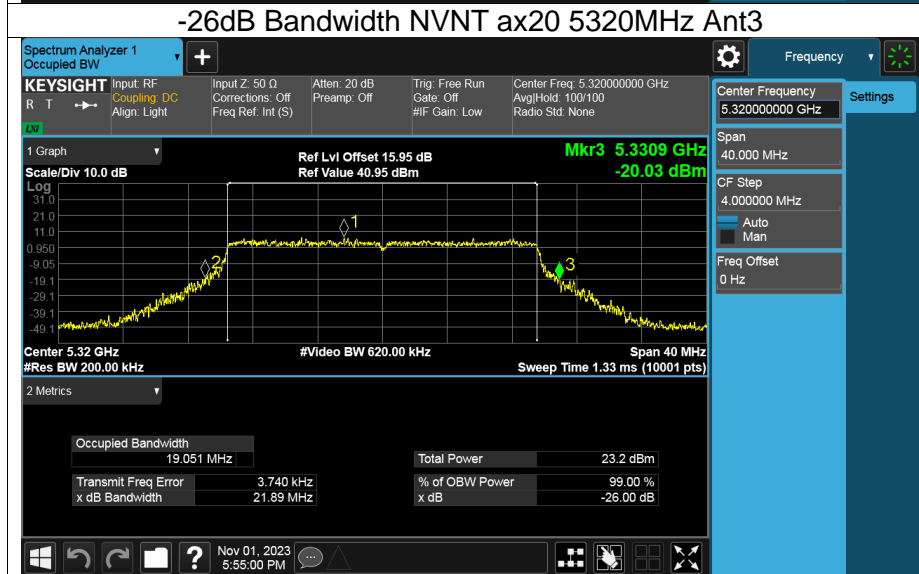 -26dB Bandwidth NVNT ax20 5320MHz Ant3
Spectrum Analyzer 1
Occupied BW
+
Frequency
KEYSIGHT
R T
LXI
Input: RF
Coupling: DC
Align: Light
Input Z: 50 Ω
Corrections: Off
Freq Ref: Int (S)
Atten: 20 dB
Preamp: Off
Trig: Free Run
Gate: Off
#IF Gain: Low
Center Freq: 5.320000000 GHz
Avg|Hold: 100/100
Radio Std: None
Center Frequency
5.320000000 GHz
Settings
Span
40.000 MHz
CF Step
4.000000 MHz
Auto
Man
Freq Offset
0 Hz
1 Graph
Scale/Div 10.0 dB
Ref Lvl Offset 15.95 dB
Ref Value 40.95 dBm
Mkr3 5.3309 GHz
-20.03 dBm
Log
31.0
21.0
11.0
0.950
-9.05
-19.1
-29.1
-39.1
-49.1
1
2
3
Center 5.32 GHz
#Res BW 200.00 kHz
#Video BW 620.00 kHz
Span 40 MHz
Sweep Time 1.33 ms (10001 pts)
2 Metrics
Occupied Bandwidth
19.051 MHz
Total Power 23.2 dBm
Transmit Freq Error 3.740 kHz
% of OBW Power 99.00 %
x dB Bandwidth 21.89 MHz
x dB -26.00 dB
?
Nov 01, 2023
5:55:00 PM